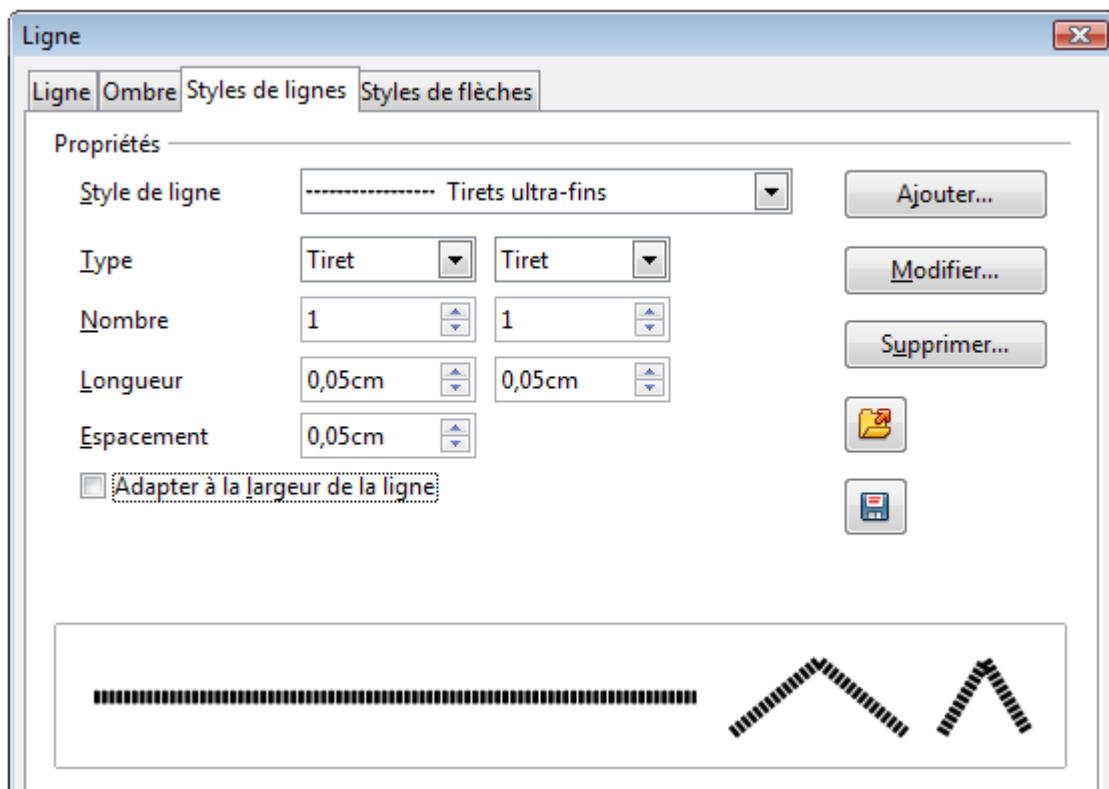 Ligne
Ligne Ombre Styles de lignes Styles de flèches
Propriétés
Style de ligne Tirets ultra-fins Ajouter...
Type Tiret Tiret Modifier...
Nombre 1 1
Supprimer...
Longueur 0,05cm 0,05cm
Espacement 0,05cm
Adapter à la largeur de la ligne